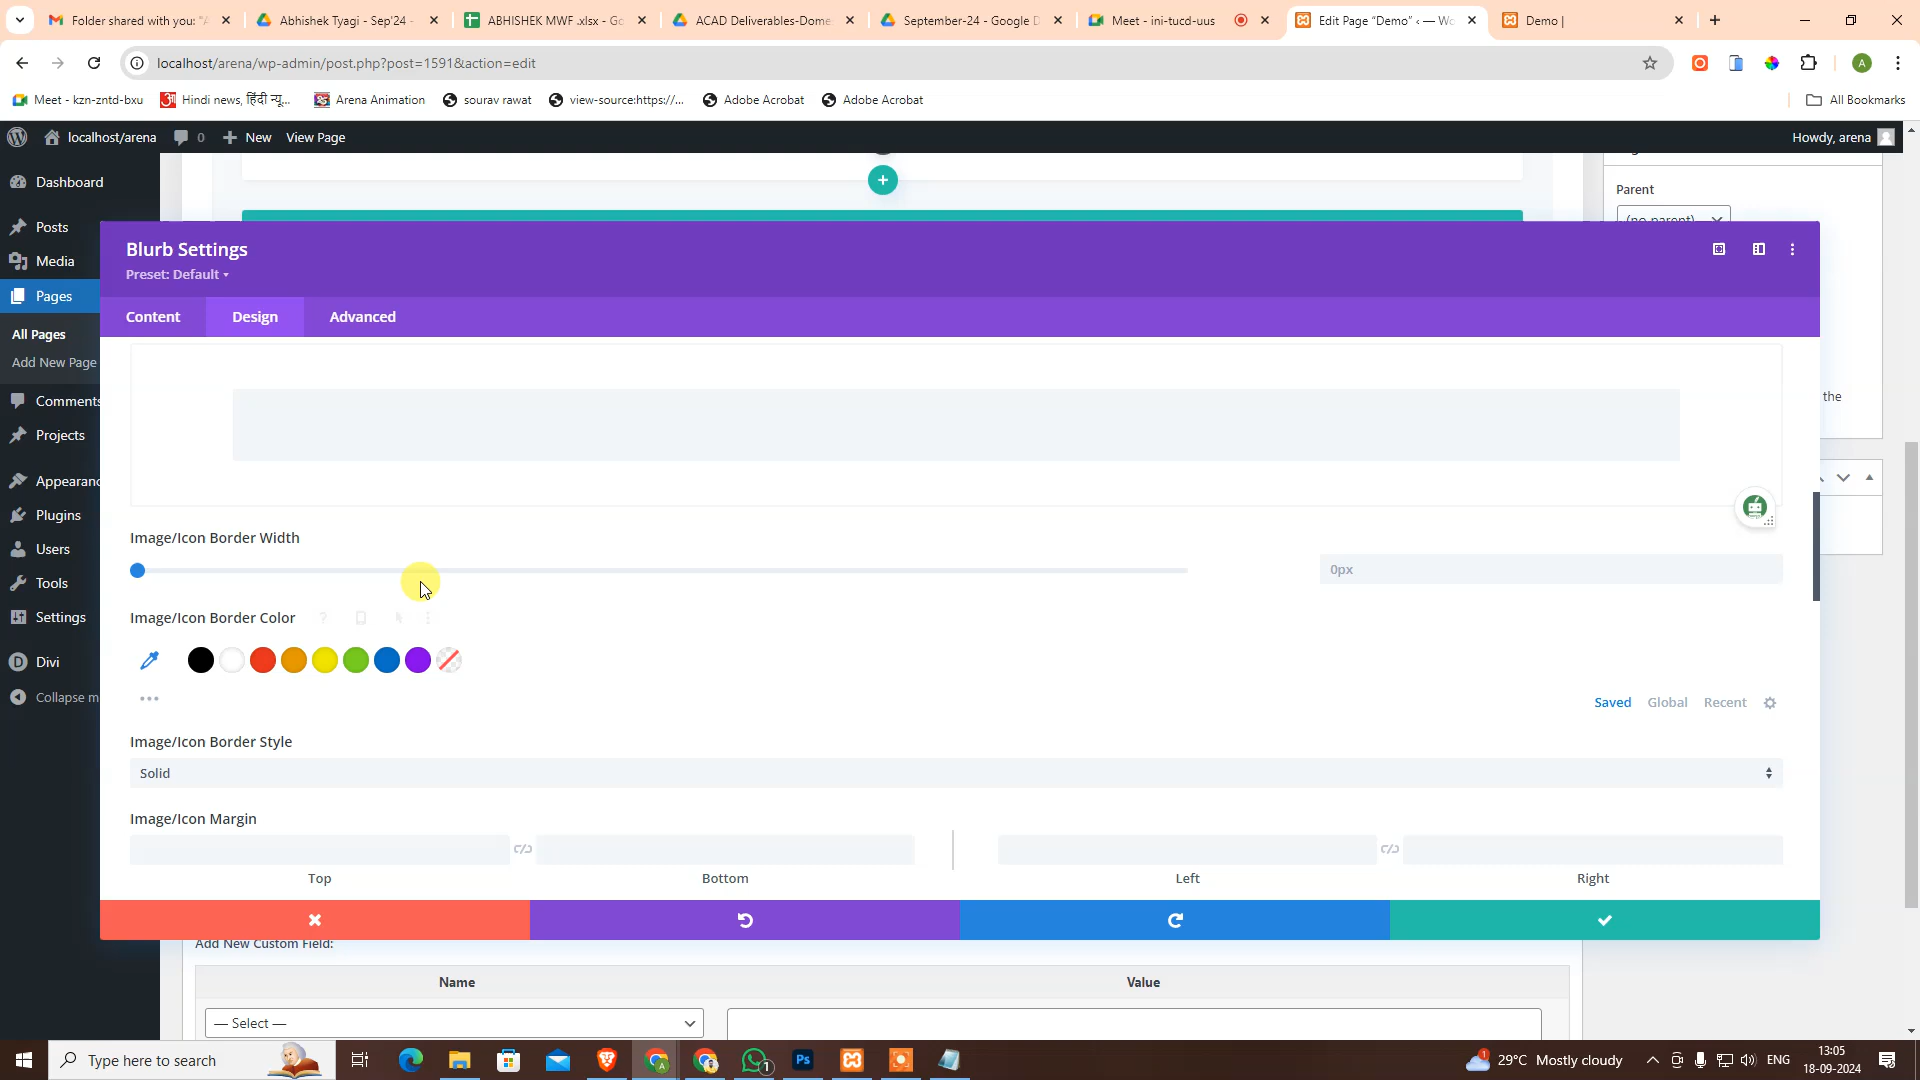 Folder shared with you: "A
Abhishek Tyagi - Sep'24 -
ABHISHEK MWF .xlsx - Go
ACAD Deliverables-Dome
September-24 - Google D
Meet - ini-tucd-uus
Edit Page "Demo" ‹ — Wo
Demo |
localhost/arena/wp-admin/post.php?post=1591&action=edit
A
Meet - kzn-zntd-bxu
Hindi news, हिंदी न्यू...
Arena Animation
sourav rawat
view-source:https://...
Adobe Acrobat
Adobe Acrobat
All Bookmarks
localhost/arena
0
New
View Page
Howdy, arena
Dashboard
Posts
Media
Pages
All Pages
Add New Page
Comments
Projects
Appearanc
Plugins
Users
Tools
Settings
Divi
Collapse m
Parent
(no parent)
the
Blurb Settings
Preset: Default
Content
Design
Advanced
Image/Icon Border Width
0px
Image/Icon Border Color
Saved
Global
Recent
Image/Icon Border Style
Solid
Image/Icon Margin
Top
Bottom
Left
Right
Add New Custom Field:
Name
Value
— Select —
Type here to search
A
1
Ps
1
29°C Mostly cloudy
ENG
13:05
18-09-2024